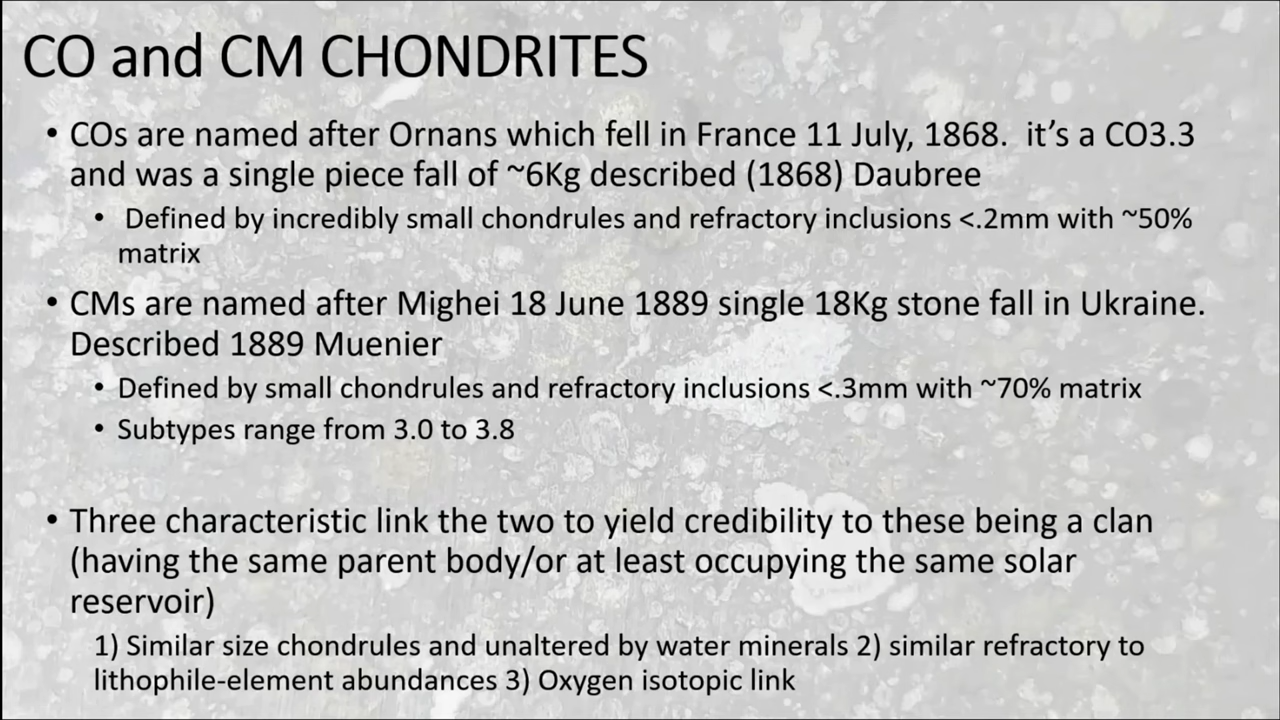 CO and CM CHONDRITES
• COs are named after Ornans which fell in France 11 July, 1868.  it's a CO3.3
and was a single piece fall of ~6Kg described (1868) Daubree
• Defined by incredibly small chondrules and refractory inclusions <.2mm with ~50%
matrix
• CMs are named after Mighei 18 June 1889 single 18Kg stone fall in Ukraine.
Described 1889 Muenier
• Defined by small chondrules and refractory inclusions <.3mm with ~70% matrix
• Subtypes range from 3.0 to 3.8
• Three characteristic link the two to yield credibility to these being a clan
(having the same parent body/or at least occupying the same solar
reservoir)
1) Similar size chondrules and unaltered by water minerals 2) similar refractory to
lithophile-element abundances 3) Oxygen isotopic link